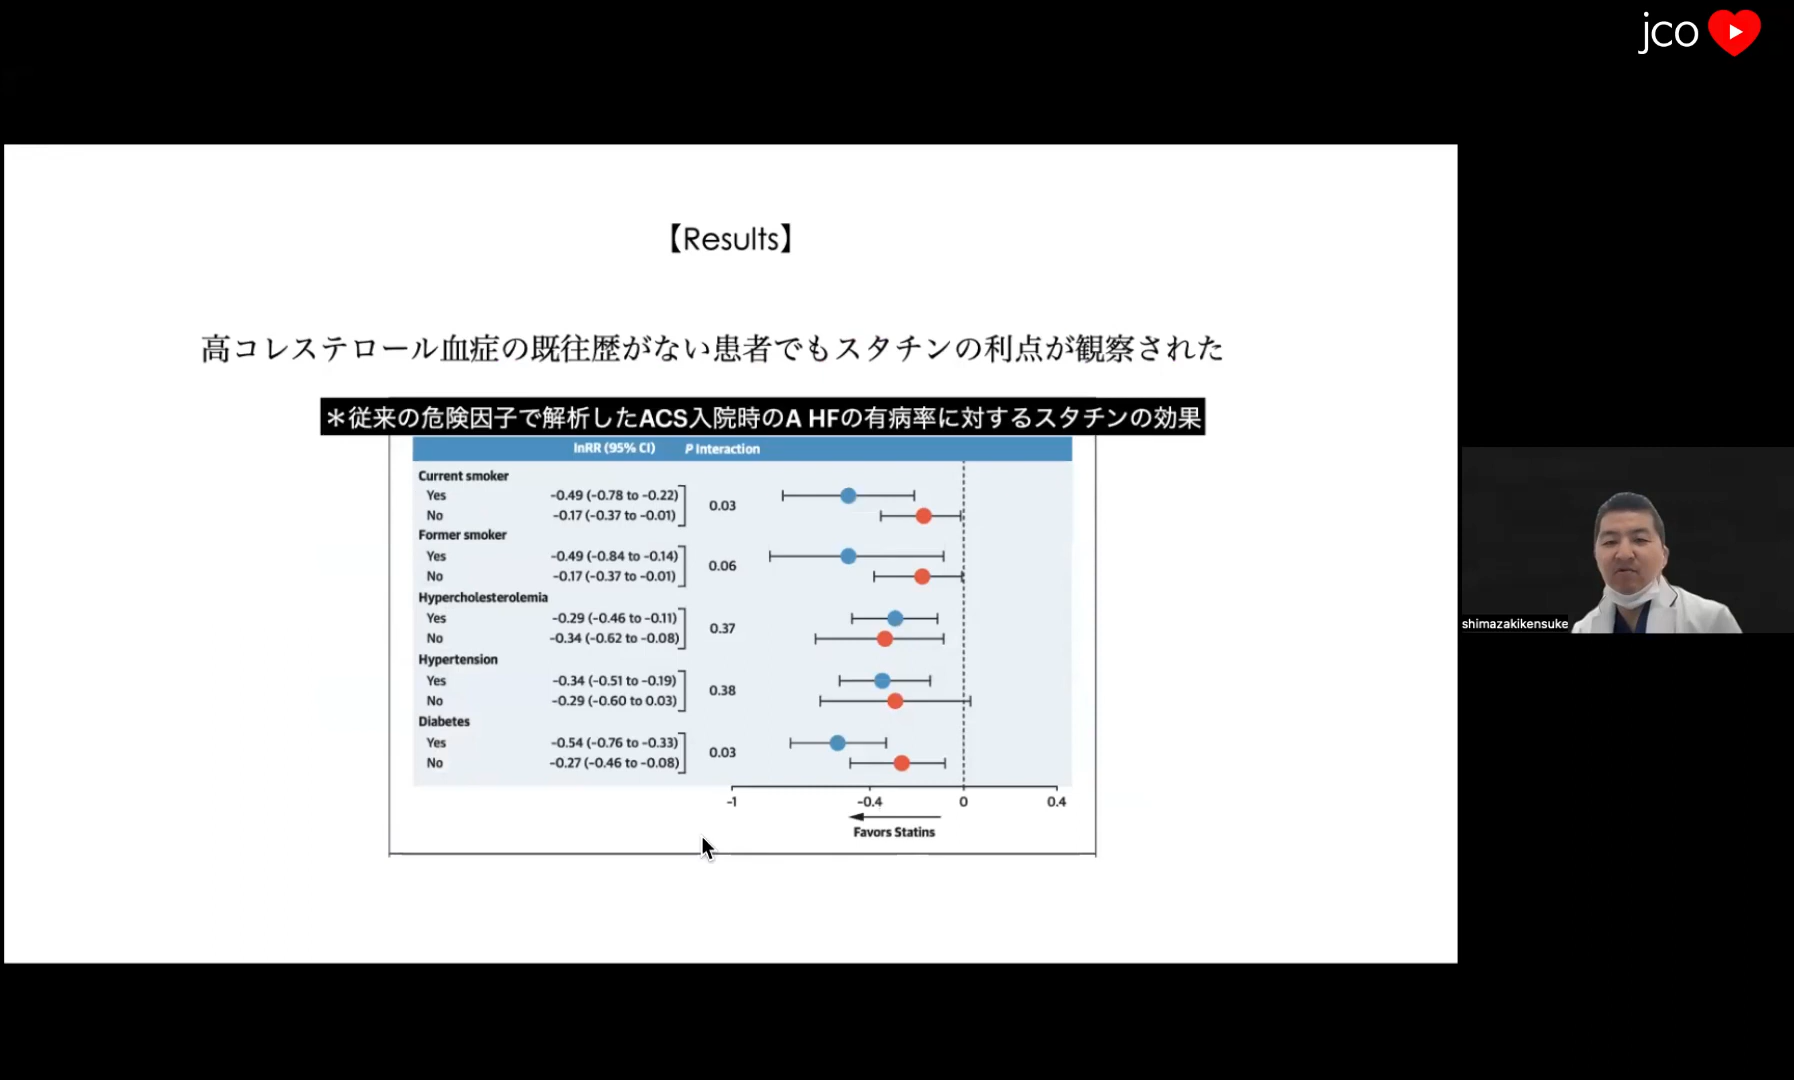 jco
【Results】
高コレステロール血症の既往歴がない患者でもスタチンの利点が観察された
＊従来の危険因子で解析したACS入院時のA HFの有病率に対するスタチンの効果
lnRR (95% CI) P Interaction
Current smoker
Yes -0.49 (-0.78 to -0.22)
0.03
No -0.17 (-0.37 to -0.01)
Former smoker
Yes -0.49 (-0.84 to -0.14)
0.06
No -0.17 (-0.37 to -0.01)
Hypercholesterolemia
Yes -0.29 (-0.46 to -0.11)
0.37
No -0.34 (-0.62 to -0.08)
Hypertension
Yes -0.34 (-0.51 to -0.19)
0.38
No -0.29 (-0.60 to 0.03)
Diabetes
Yes -0.54 (-0.76 to -0.33)
0.03
No -0.27 (-0.46 to -0.08)
-1 -0.4 0 0.4
Favors Statins
shimazakikensuke